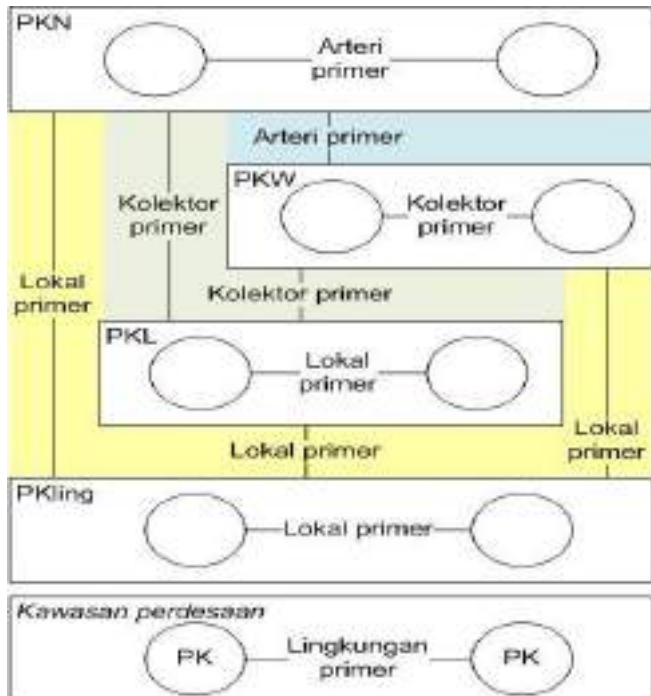 PKN
Arteri
primer
Arteri primer
PKW
Kolektor
primer
Kolektor
primer
Lokal
primer
Kolektor primer
PKL
Lokal
primer
Lokal
primer
Lokal primer
PKling
Lokal primer
Kawasan perdesaan
PK
Lingkungan
primer
PK